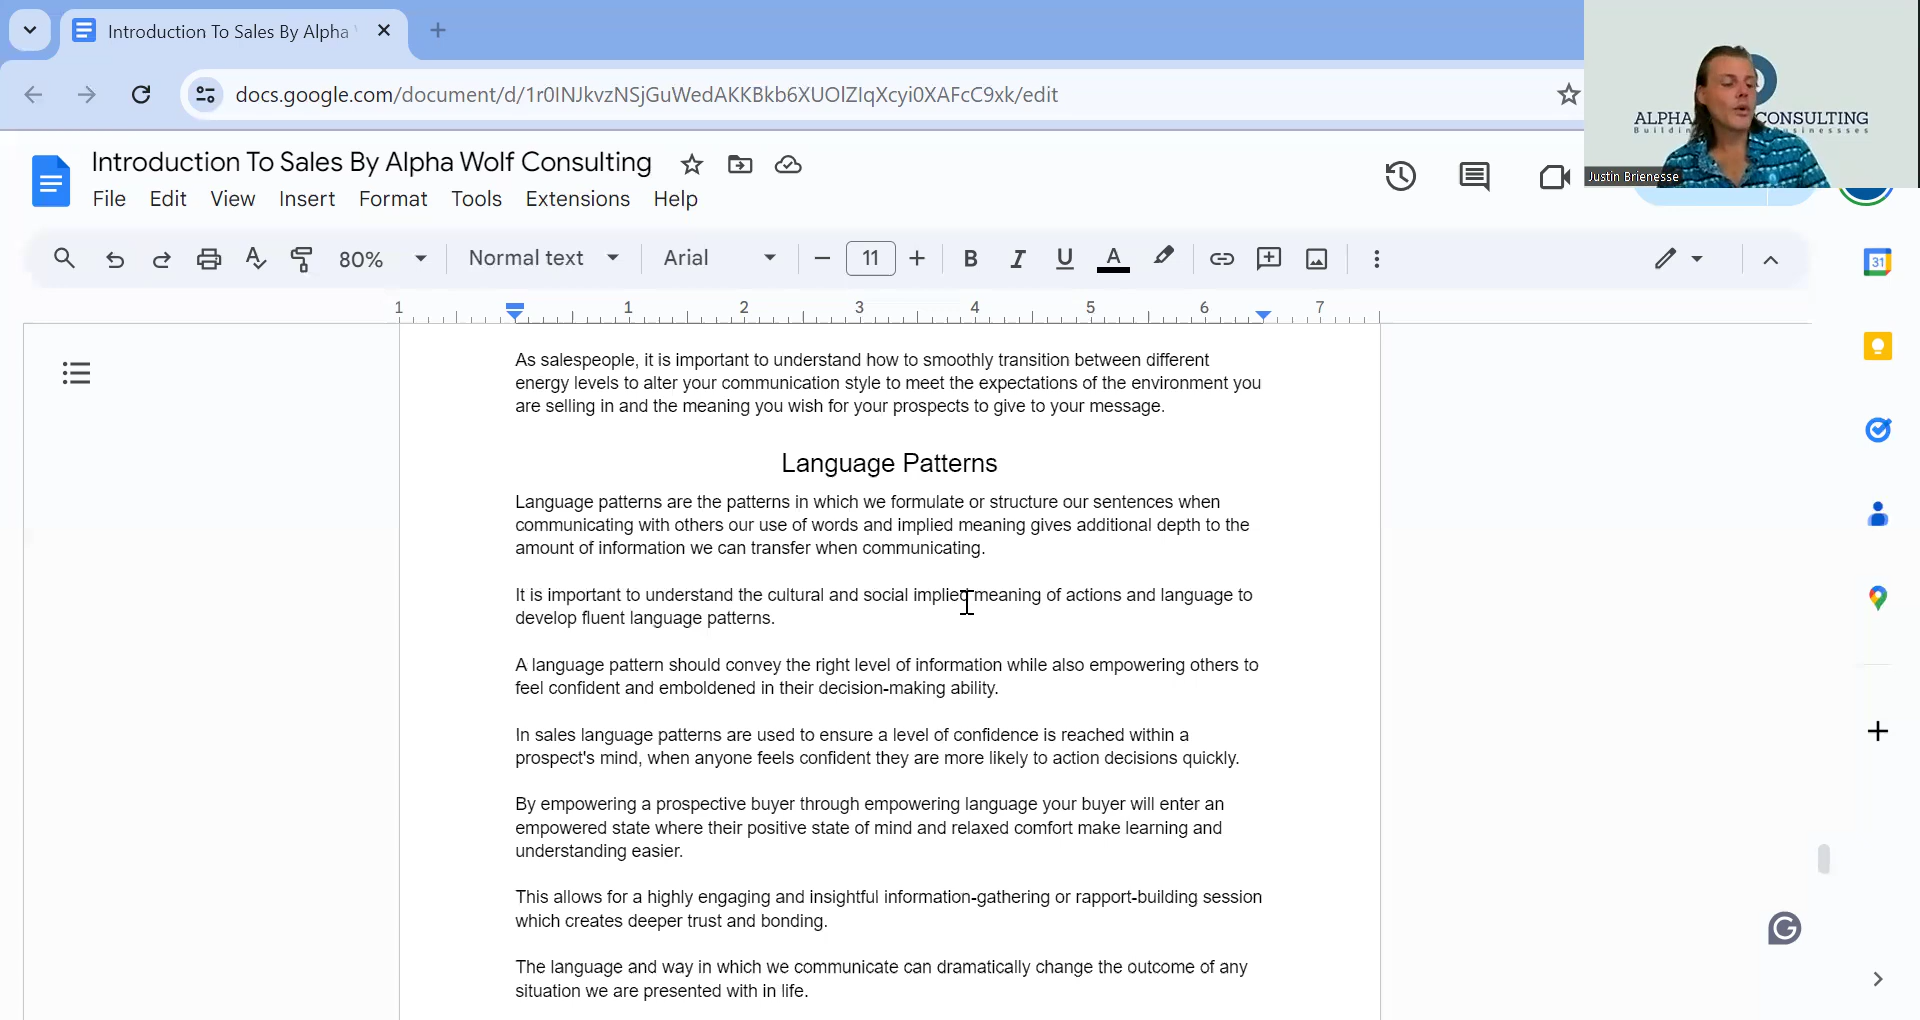 Introduction To Sales By Alpha
docs.google.com/document/d/1r0INJkvzNSjGuWedAKKBkb6XUOlZIqXcyi0XAFcC9xk/edit
ALPHA CONSULTING
Justin Brienesse
Introduction To Sales By Alpha Wolf Consulting
File Edit View Insert Format Tools Extensions Help
80% Normal text Arial 11 B I U A
31
1 1 2 3 4 5 6 7
As salespeople, it is important to understand how to smoothly transition between different
energy levels to alter your communication style to meet the expectations of the environment you
are selling in and the meaning you wish for your prospects to give to your message.
Language Patterns
Language patterns are the patterns in which we formulate or structure our sentences when
communicating with others our use of words and implied meaning gives additional depth to the
amount of information we can transfer when communicating.
It is important to understand the cultural and social implied meaning of actions and language to
develop fluent language patterns.
A language pattern should convey the right level of information while also empowering others to
feel confident and emboldened in their decision-making ability.
In sales language patterns are used to ensure a level of confidence is reached within a
prospect's mind, when anyone feels confident they are more likely to action decisions quickly.
By empowering a prospective buyer through empowering language your buyer will enter an
empowered state where their positive state of mind and relaxed comfort make learning and
understanding easier.
This allows for a highly engaging and insightful information-gathering or rapport-building session
which creates deeper trust and bonding.
The language and way in which we communicate can dramatically change the outcome of any
situation we are presented with in life.